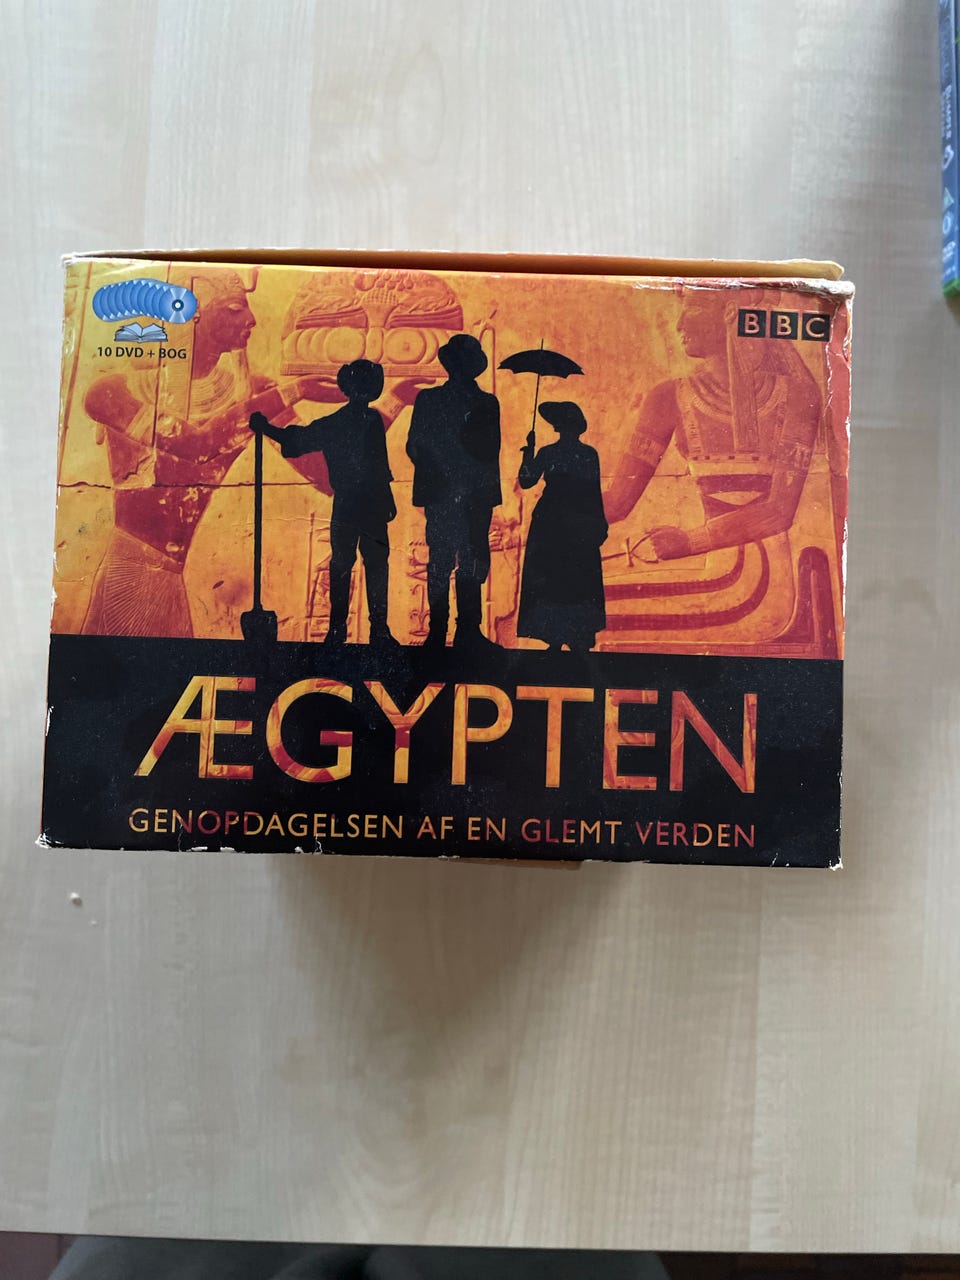 10 DVD + BOG
BBC
ÆGYPTEN
GENOPDAGELSEN AF EN GLEMT VERDEN